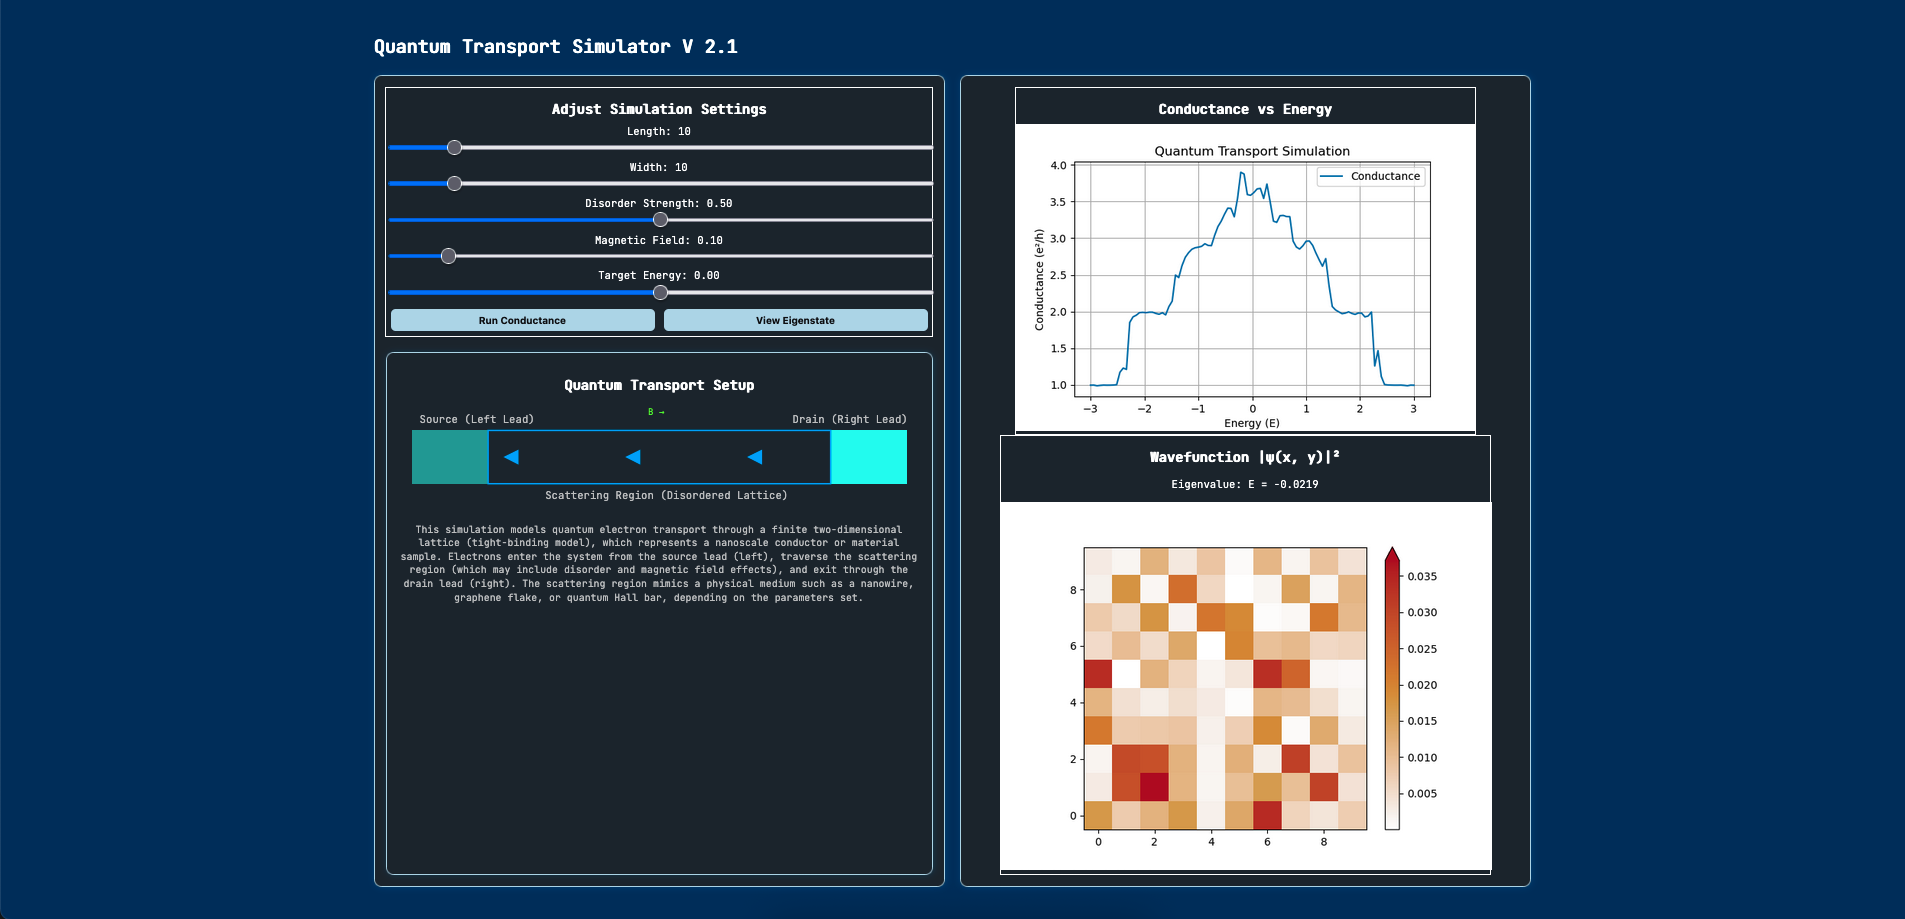 Quantum Transport Simulator V 2.1
Adjust Simulation Settings
Length: 10
Width: 10
Disorder Strength: 0.50
Magnetic Field: 0.10
Target Energy: 0.00
Run Conductance
View Eigenstate
Quantum Transport Setup
B →
Source (Left Lead)
Drain (Right Lead)
Scattering Region (Disordered Lattice)
This simulation models quantum electron transport through a finite two-dimensional
lattice (tight-binding model), which represents a nanoscale conductor or material
sample. Electrons enter the system from the source lead (left), traverse the scattering
region (which may include disorder and magnetic field effects), and exit through the
drain lead (right). The scattering region mimics a physical medium such as a nanowire,
graphene flake, or quantum Hall bar, depending on the parameters set.
Conductance vs Energy
Quantum Transport Simulation
Conductance
Conductance (e²/h)
4.0
3.5
3.0
2.5
2.0
1.5
1.0
−3 −2 −1 0 1 2 3
Energy (E)
Wavefunction |ψ(x, y)|²
Eigenvalue: E = -0.0219
8
6
4
2
0
0 2 4 6 8
0.035
0.030
0.025
0.020
0.015
0.010
0.005